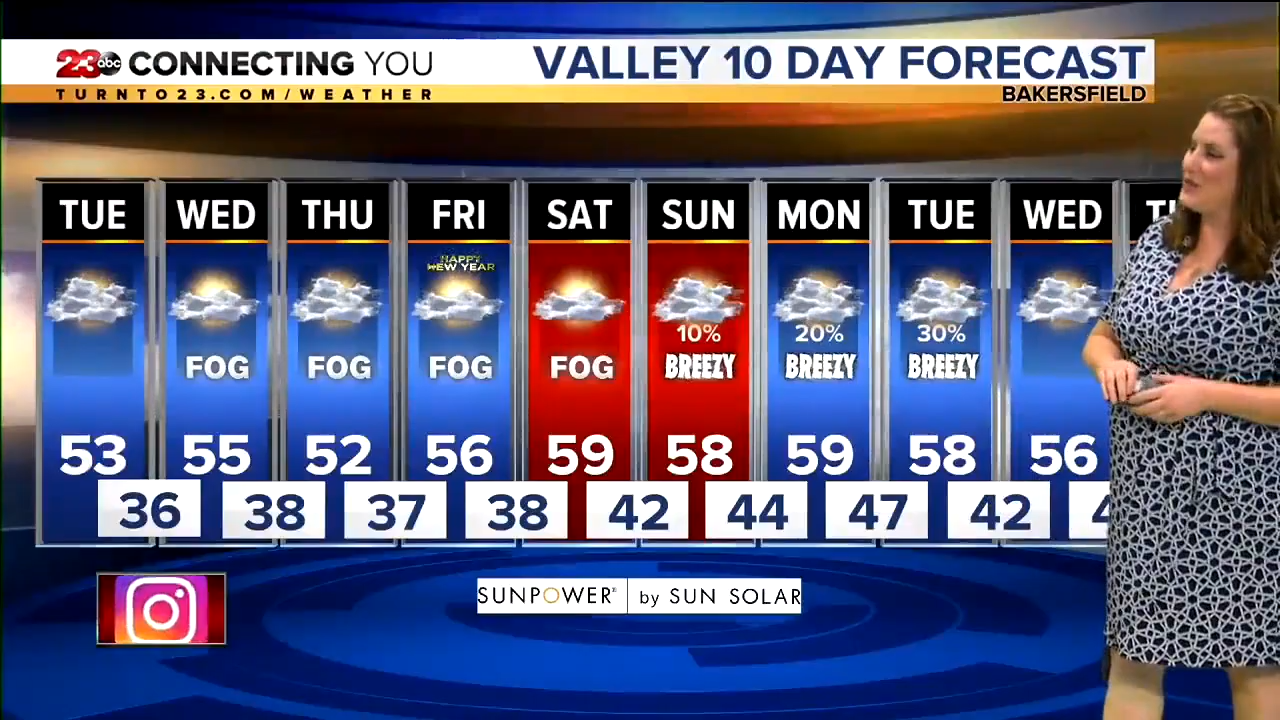 23 abc CONNECTING YOU
VALLEY 10 DAY FORECAST
TURNTO23.COM/WEATHER
BAKERSFIELD
TUE WED THU FRI SAT SUN MON TUE WED
HAPPY
NEW YEAR
10% 20% 30%
FOG FOG FOG FOG BREEZY BREEZY BREEZY
53 55 52 56 59 58 59 58 56
36 38 37 38 42 44 47 42
SUNPOWER® by SUN SOLAR